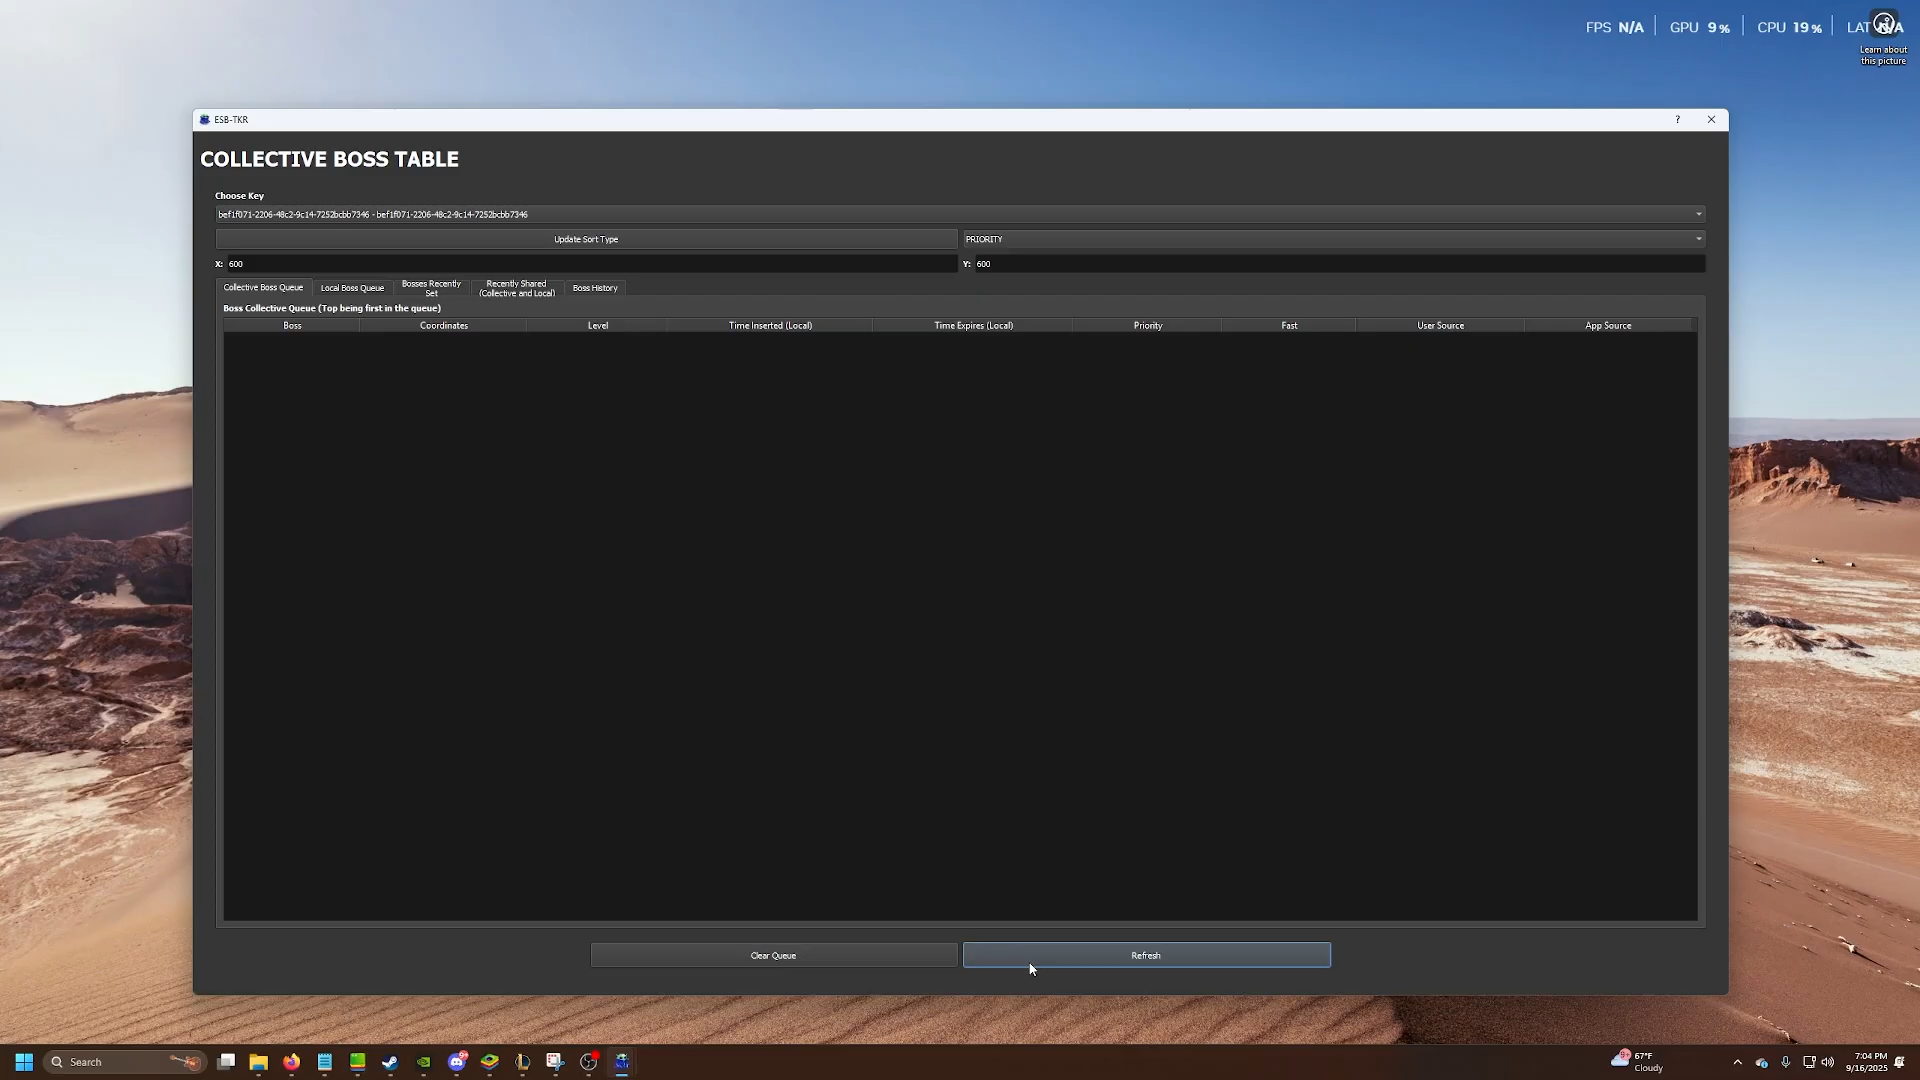 FPS N/A GPU 9% CPU 19% LAT N/A
Learn about
this picture
ESB-TKR
COLLECTIVE BOSS TABLE
Choose Key
bef1f071-2206-48c2-9c14-7252bcbb7346 - bef1f071-2206-48c2-9c14-7252bcbb7346
Update Sort Type PRIORITY
X: 600 Y: 600
Collective Boss Queue
Local Boss Queue
Bosses Recently
Set
Recently Shared
(Collective and Local)
Boss History
Boss Collective Queue (Top being first in the queue)
Boss Coordinates Level Time Inserted (Local) Time Expires (Local) Priority Fast User Source App Source
Clear Queue Refresh
Search
67°F
Cloudy
7:04 PM
9/16/2025